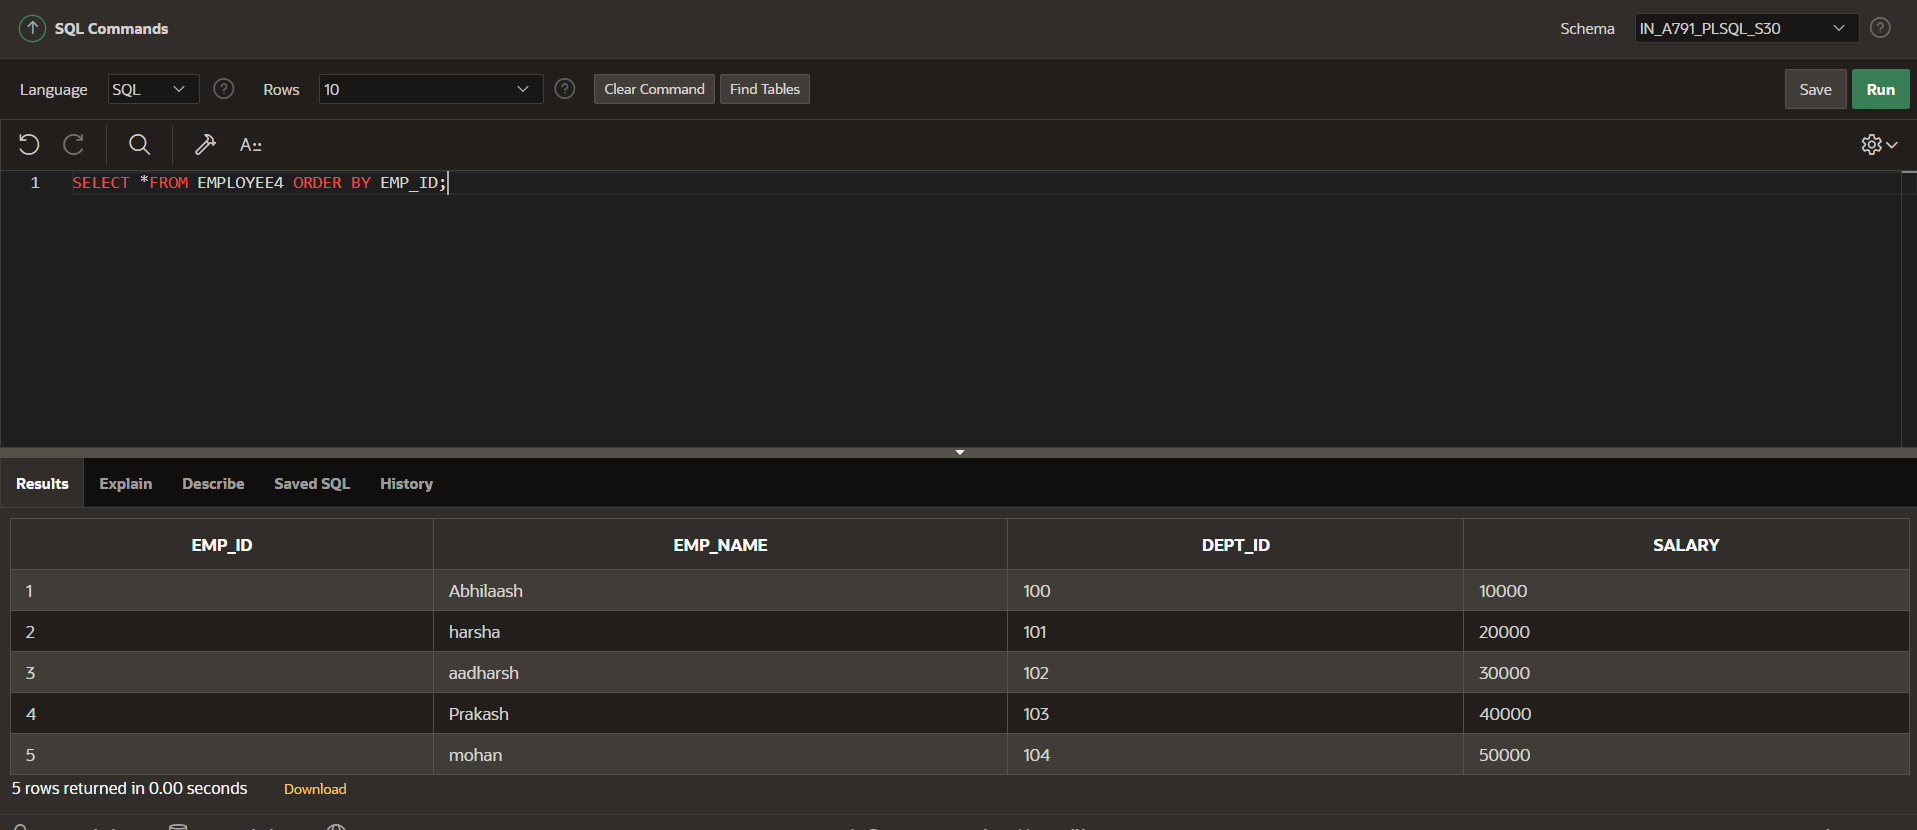 SQL Commands
Schema IN_A791_PLSQL_S30
Language SQL Rows 10 Clear Command Find Tables Save Run
A::
1 SELECT *FROM EMPLOYEE4 ORDER BY EMP_ID;
Results Explain Describe Saved SQL History
EMP_ID EMP_NAME DEPT_ID SALARY
1 Abhilaash 100 10000
2 harsha 101 20000
3 aadharsh 102 30000
4 Prakash 103 40000
5 mohan 104 50000
5 rows returned in 0.00 seconds Download